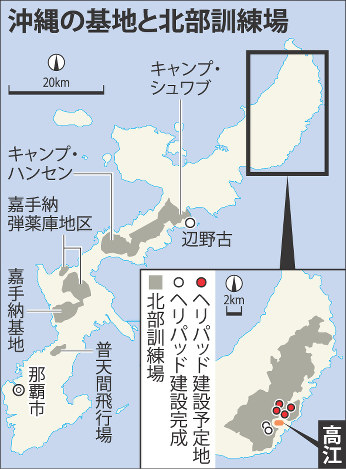 沖縄の基地と北部訓練場
20km
キャンプ・
シュワブ
キャンプ・
ハンセン
辺野古
嘉手納
弾薬庫地区
嘉手納
基地
普天間飛行場
那覇市
2km
ヘリパッド建設予定地
ヘリパッド建設完成
北部訓練場
高江